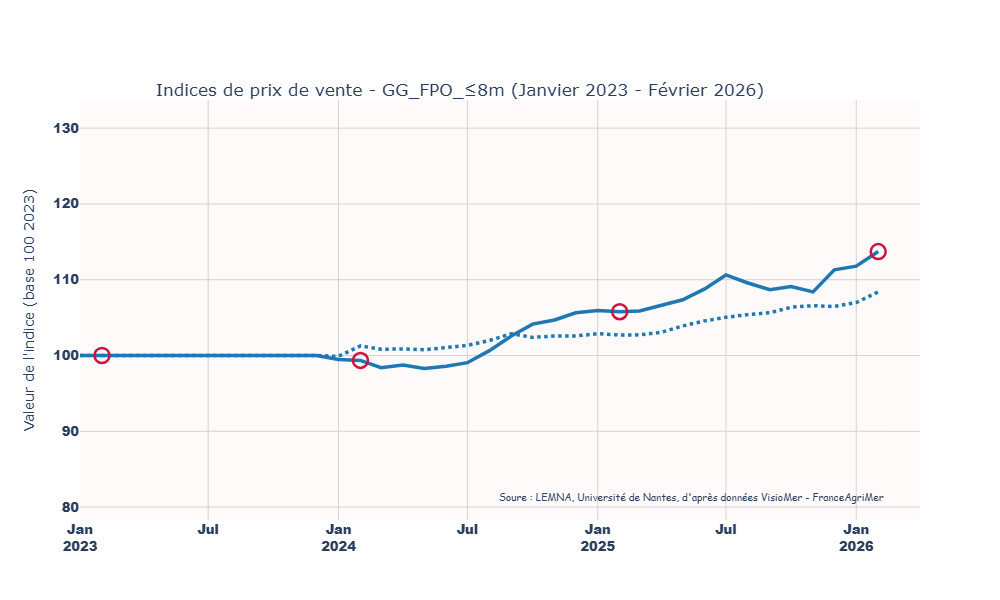 Indices de prix de vente - GG_FPO_≤8m (Janvier 2023 - Février 2026)
Valeur de l'indice (base 100 2023)
130
120
110
100
90
80
Soure : LEMNA, Université de Nantes, d'après données VisioMer - FranceAgriMer
Jan
2023
Jul
Jan
2024
Jul
Jan
2025
Jul
Jan
2026